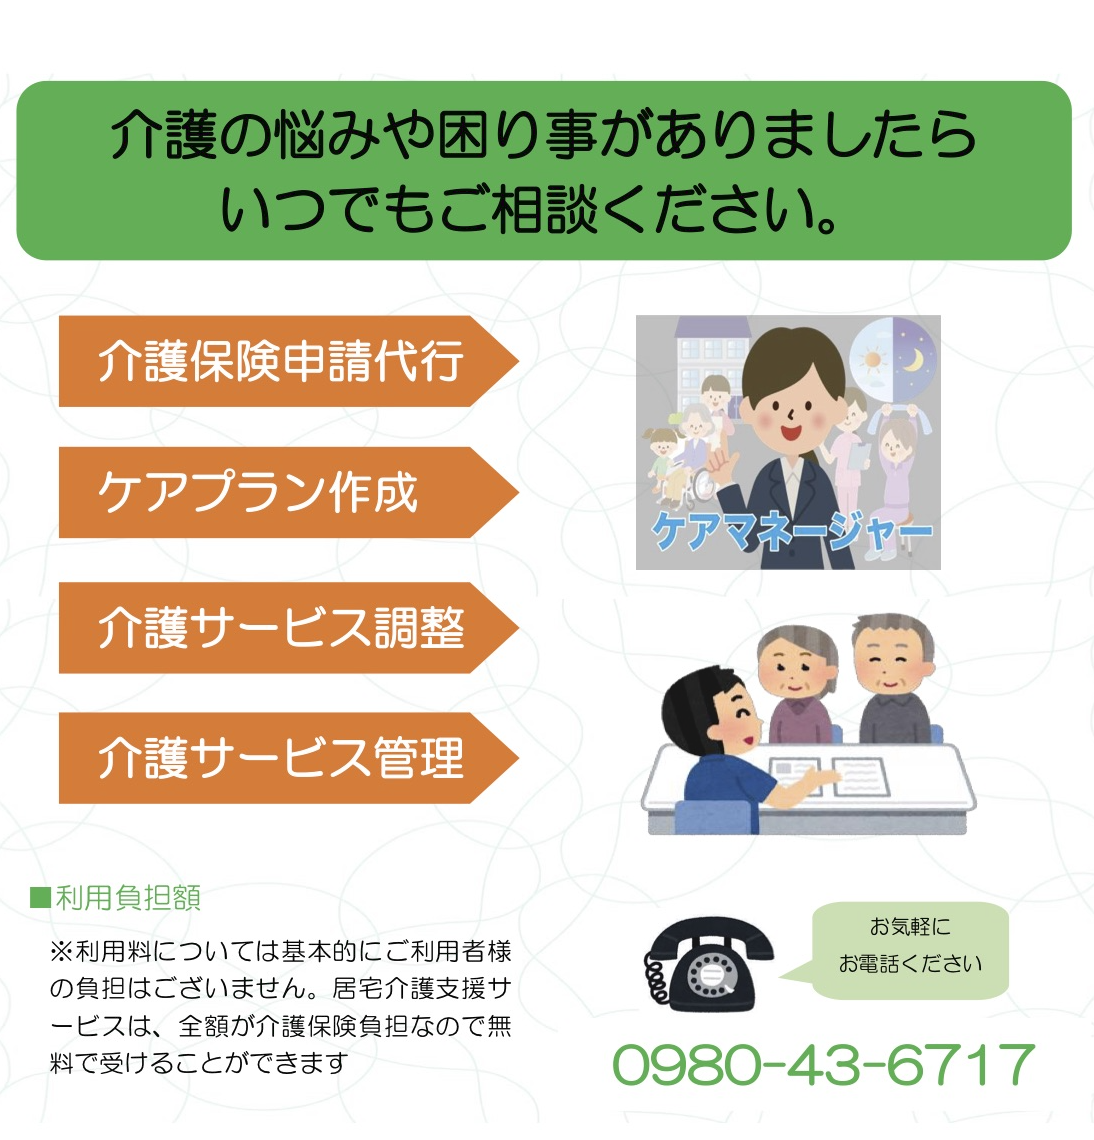 介護の悩みや困り事がありましたら
いつでもご相談ください。
介護保険申請代行
ケアプラン作成
介護サービス調整
介護サービス管理
ケアマネージャー
■利用負担額
※利用料については基本的にご利用者様
の負担はございません。居宅介護支援サ
ービスは、全額が介護保険負担なので無
料で受けることができます
お気軽に
お電話ください
0980-43-6717